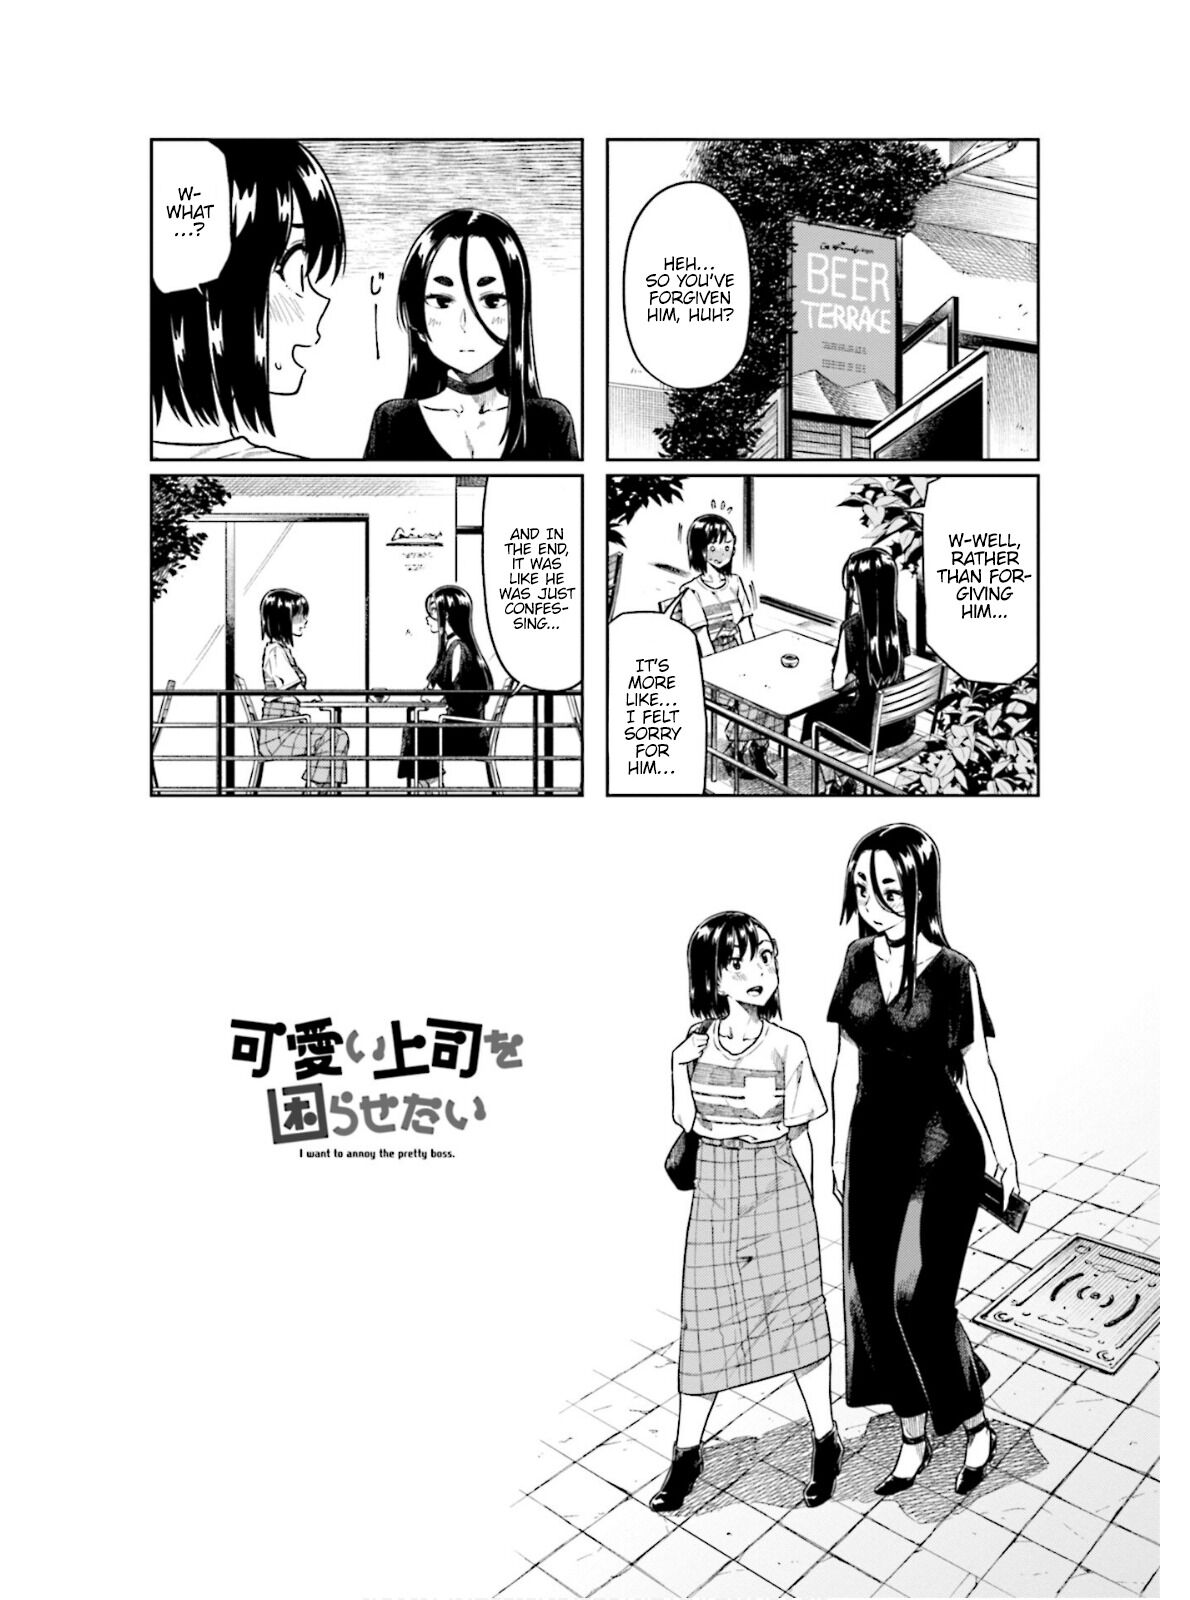 HEH...
SO YOU'VE
FORGIVEN
HIM, HUH?
BEER
TERRACE
W-WELL,
RATHER
THAN FOR-
GIVING
HIM...
IT'S
MORE
LIKE...
I FELT
SORRY
FOR
HIM...
W-
WHAT
...?
じー
AND IN
THE END,
IT WAS
LIKE HE
WAS JUST
CONFES-
SING...
可愛い上司を
困らせたい
I want to annoy the pretty boss.